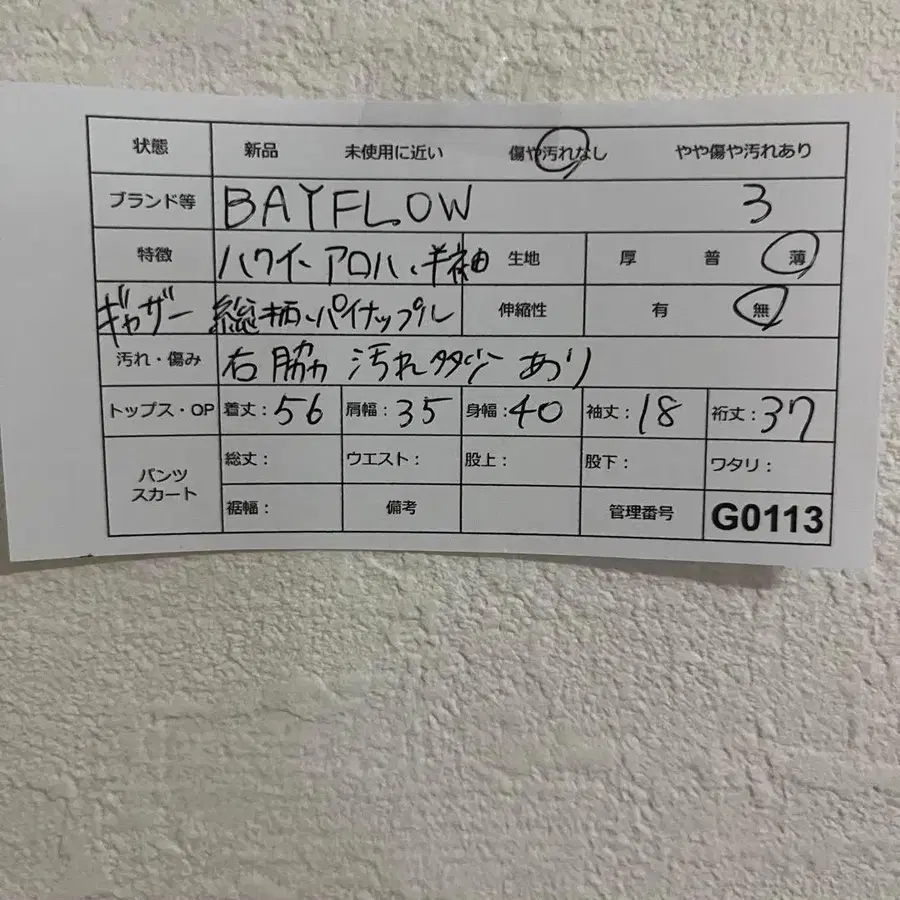 状態 新品 未使用に近い 傷や汚れなし やや傷や汚れあり
ブランド等 BAYFLOW 3
特徴 ハワイ・アロハ、半袖 生地 厚 普 薄
ギャザー 総柄・パイナップル 伸縮性 有 無
汚れ・傷み 右脇 汚れ あり
トップス・OP 着丈:56 肩幅:35 身幅:40 袖丈:18 裄丈:37
パンツ スカート 総丈: ウエスト: 股上: 股下: ワタリ:
裾幅: 備考 管理番号 G0113